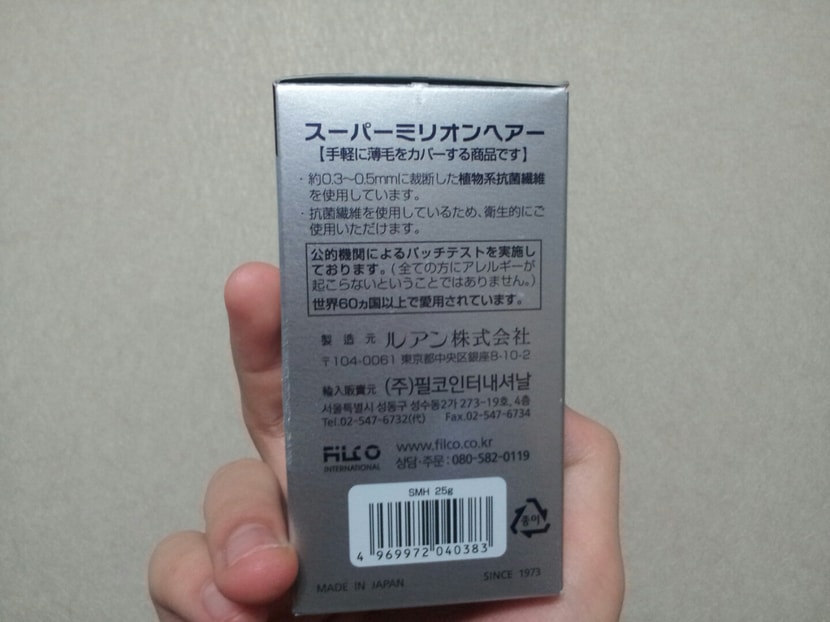 スーパーミリオンヘアー
【手軽に薄毛をカバーする商品です】
・約0.3〜0.5mmに裁断した植物系抗菌繊維
を使用しています。
・抗菌繊維を使用しているため、衛生的にご
使用いただけます。
公的機関によるパッチテストを実施し
ております。(全ての方にアレルギーが
起こらないということではありません。)
世界60ヵ国以上で愛用されています。
製造元 ルアン株式会社
〒104-0061 東京都中央区銀座8-10-2
輸入販賣元 (주)필코인터내셔날
서울특별시 성동구 성수동2가 273-19호, 4층
Tel.02-547-6732(代) Fax.02-547-6734
FILCO
INTERNATIONAL
www.filco.co.kr
상담·주문 : 080-582-0119
SMH 25g
4 969972 040383
종이
MADE IN JAPAN
SINCE 1973